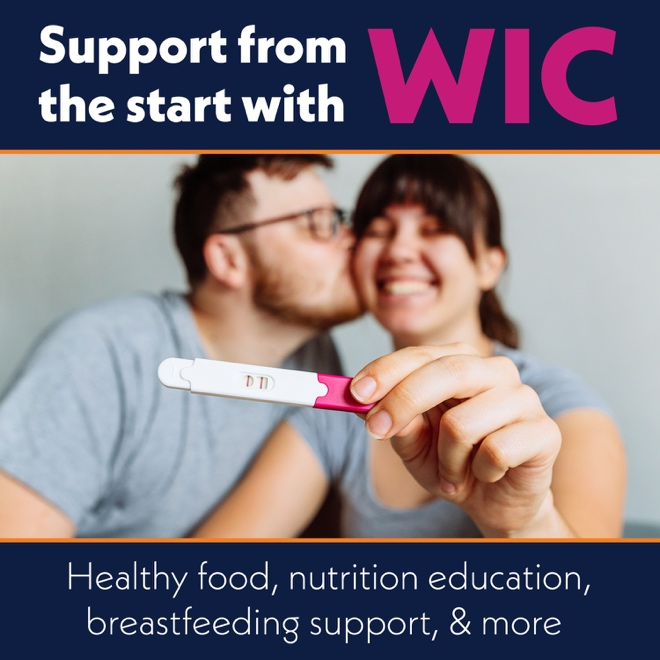 Support from
the start with
WIC
Healthy food, nutrition education,
breastfeeding support, & more